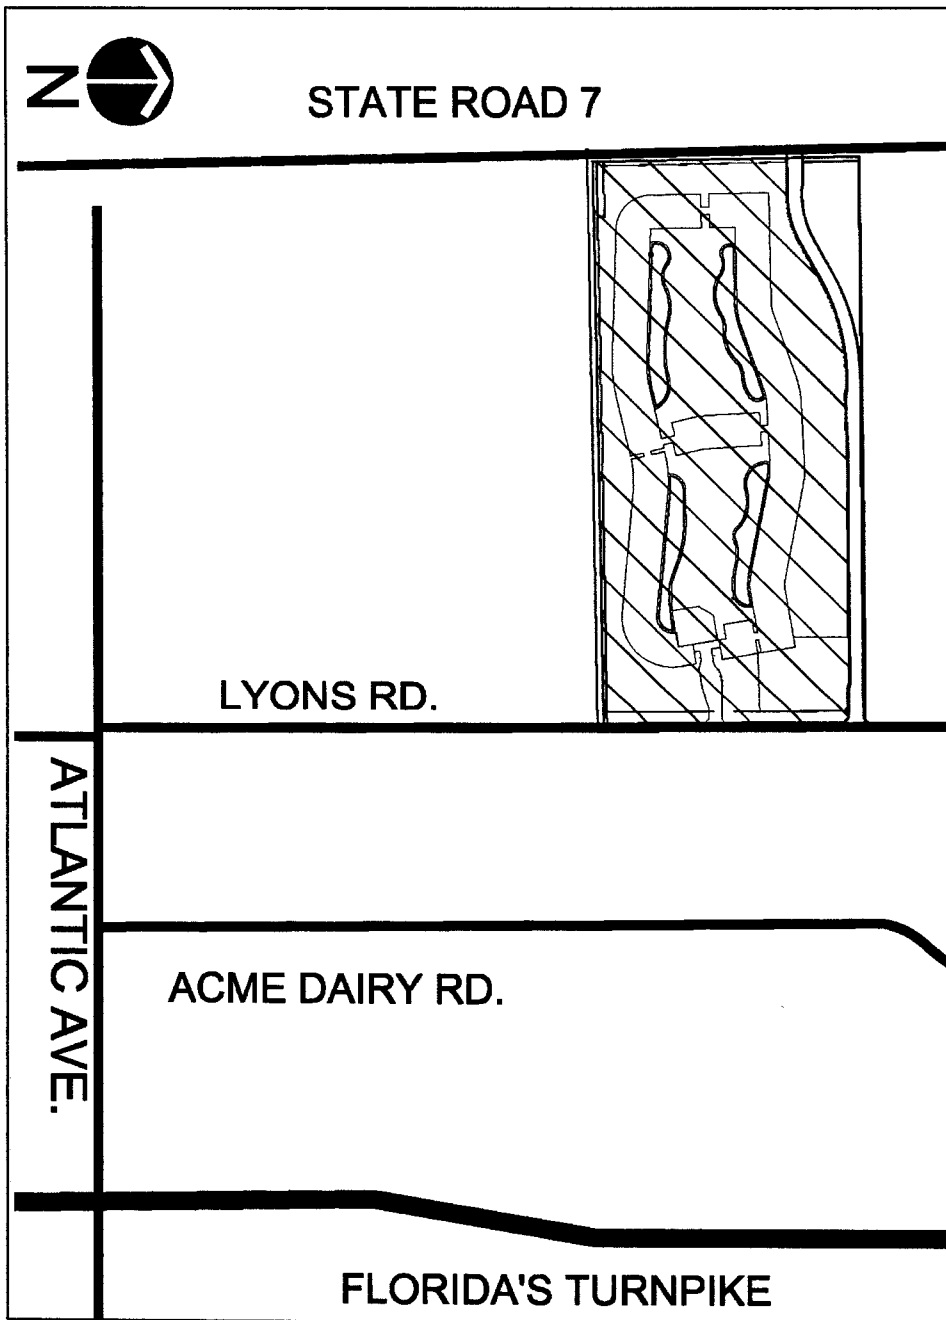 N
STATE ROAD 7
LYONS RD.
ATLANTIC AVE.
ACME DAIRY RD.
FLORIDA'S TURNPIKE